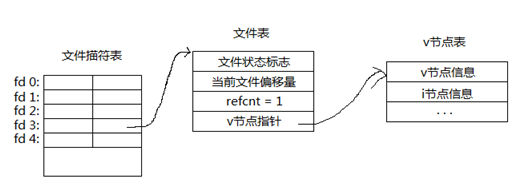 文件描符表
fd 0:
fd 1:
fd 2:
fd 3:
fd 4:
文件表
文件状态标志
当前文件偏移量
refcnt = 1
v节点指针
v节点表
v节点信息
i节点信息
...